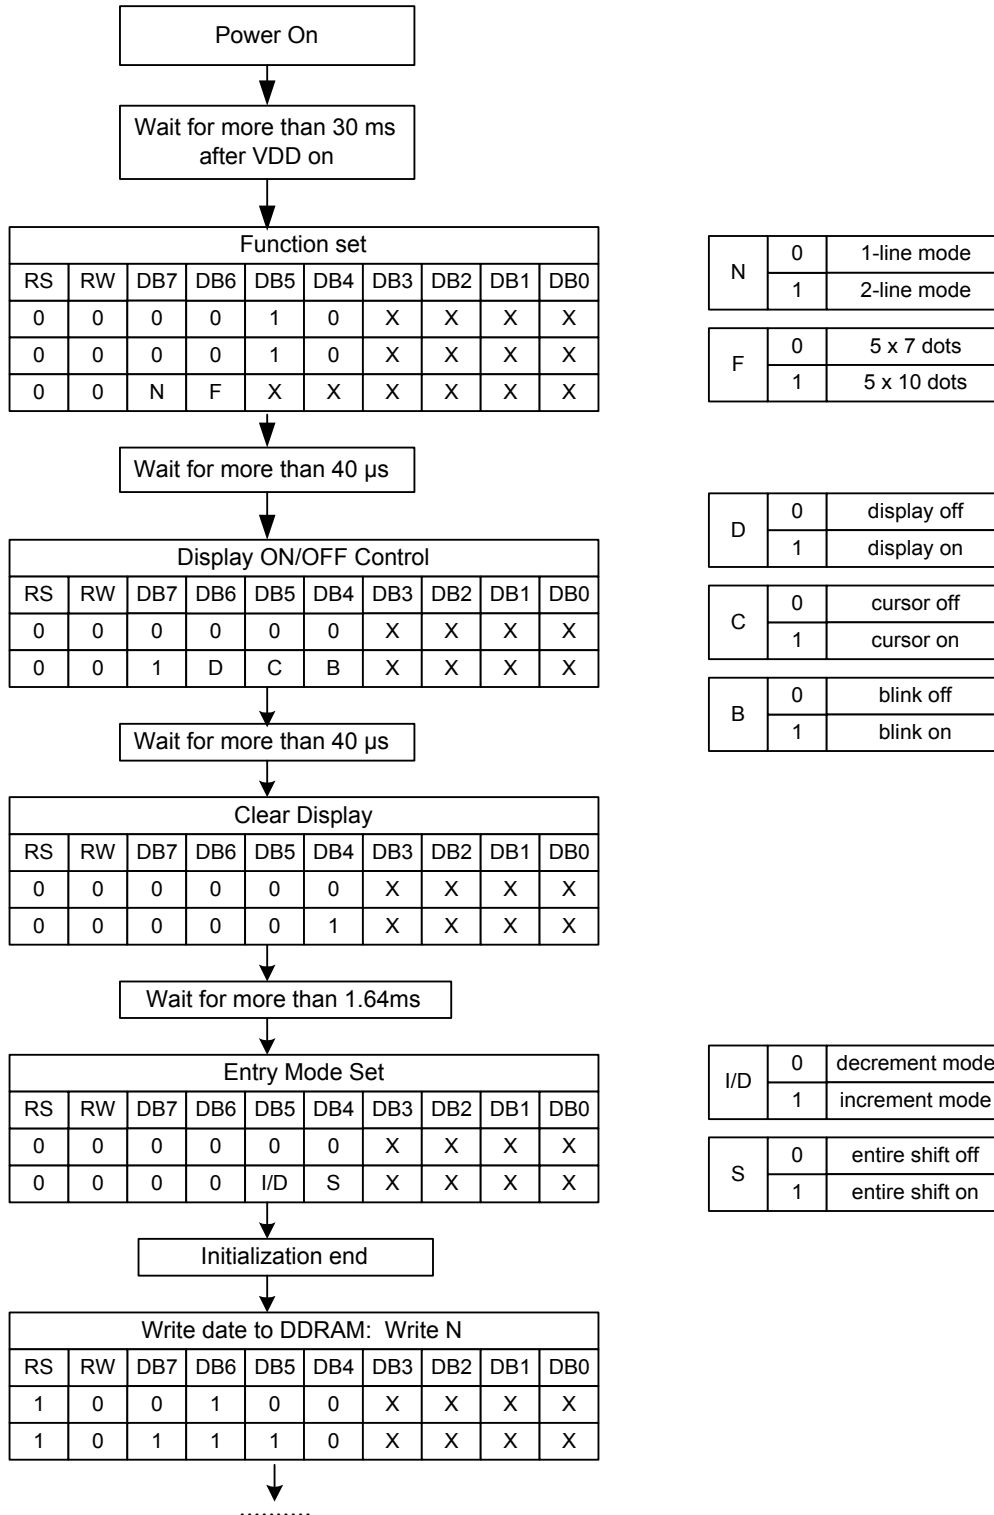 Power On
Wait for more than 30 ms
after VDD on
Function set
RS RW DB7 DB6 DB5 DB4 DB3 DB2 DB1 DB0
0 0 0 0 1 0 X X X X
0 0 0 0 1 0 X X X X
0 0 N F X X X X X X
N 0 1-line mode
1 2-line mode
F 0 5 x 7 dots
1 5 x 10 dots
Wait for more than 40 µs
Display ON/OFF Control
RS RW DB7 DB6 DB5 DB4 DB3 DB2 DB1 DB0
0 0 0 0 0 0 X X X X
0 0 1 D C B X X X X
D 0 display off
1 display on
C 0 cursor off
1 cursor on
B 0 blink off
1 blink on
Wait for more than 40 µs
Clear Display
RS RW DB7 DB6 DB5 DB4 DB3 DB2 DB1 DB0
0 0 0 0 0 0 X X X X
0 0 0 0 0 1 X X X X
Wait for more than 1.64ms
Entry Mode Set
RS RW DB7 DB6 DB5 DB4 DB3 DB2 DB1 DB0
0 0 0 0 0 0 X X X X
0 0 0 0 I/D S X X X X
I/D 0 decrement mode
1 increment mode
S 0 entire shift off
1 entire shift on
Initialization end
Write date to DDRAM: Write N
RS RW DB7 DB6 DB5 DB4 DB3 DB2 DB1 DB0
1 0 0 1 0 0 X X X X
1 0 1 1 1 0 X X X X
..........